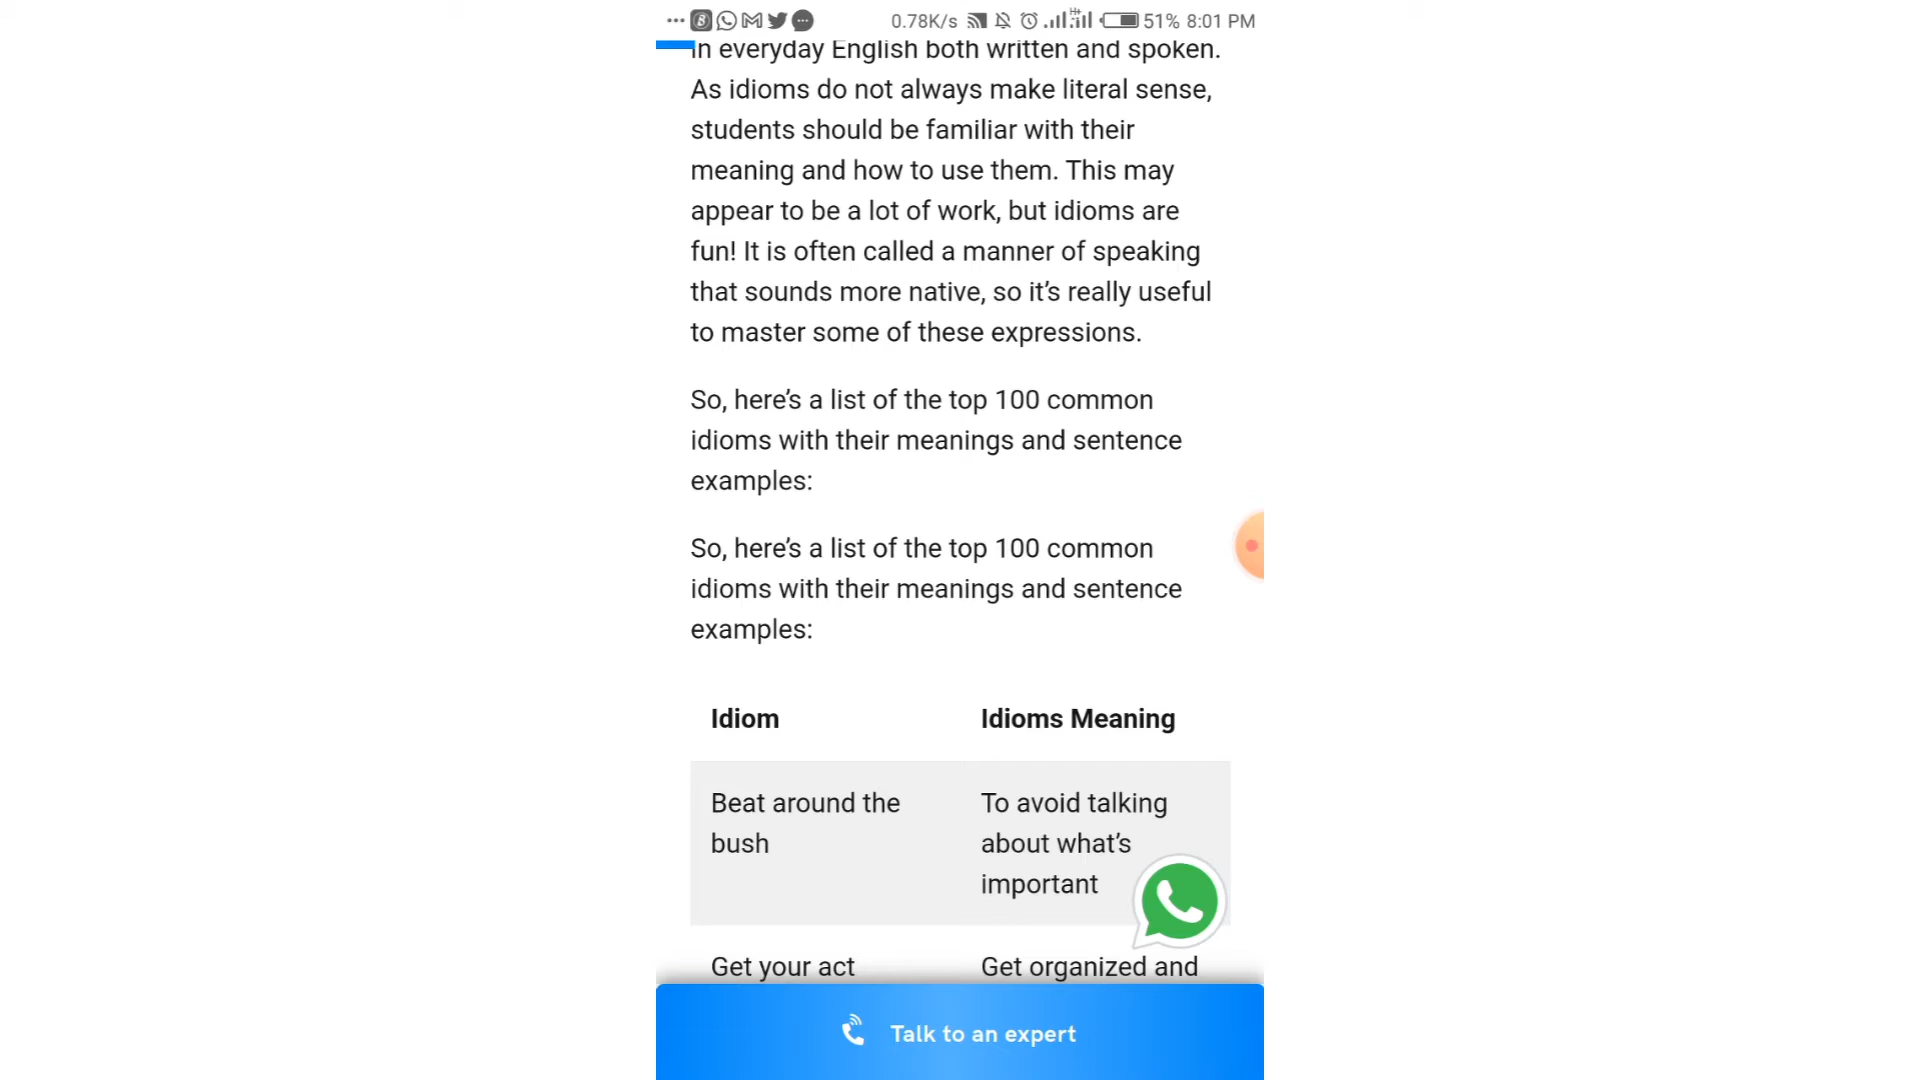 0.78K/s
H+
51% 8:01 PM
in everyday English both written and spoken.
As idioms do not always make literal sense,
students should be familiar with their
meaning and how to use them. This may
appear to be a lot of work, but idioms are
fun! It is often called a manner of speaking
that sounds more native, so it’s really useful
to master some of these expressions.
So, here’s a list of the top 100 common
idioms with their meanings and sentence
examples:
So, here’s a list of the top 100 common
idioms with their meanings and sentence
examples:
Idiom
Idioms Meaning
Beat around the
bush
To avoid talking
about what’s
important
Get your act
Get organized and
Talk to an expert